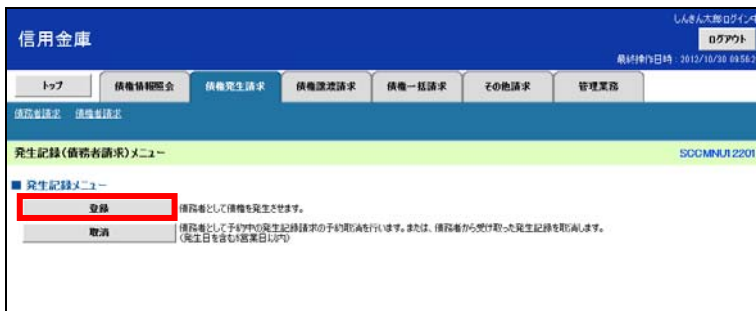 しんきん太郎ログイン中
信用金庫
ログアウト
最終操作日時：2012/10/30 09:56:2
トップ 債権情報照会 債権発生請求 債権譲渡請求 債権一括請求 その他請求 管理業務
債務者請求 債権者請求
発生記録（債務者請求）メニュー SCCMNU12201
■ 発生記録メニュー
登録 債務者として債権を発生させます。
取消 債務者として予約中の発生記録請求の予約取消を行います。または、債務者から受け取った発生記録を取消します。
（発生日を含む5営業日以内）